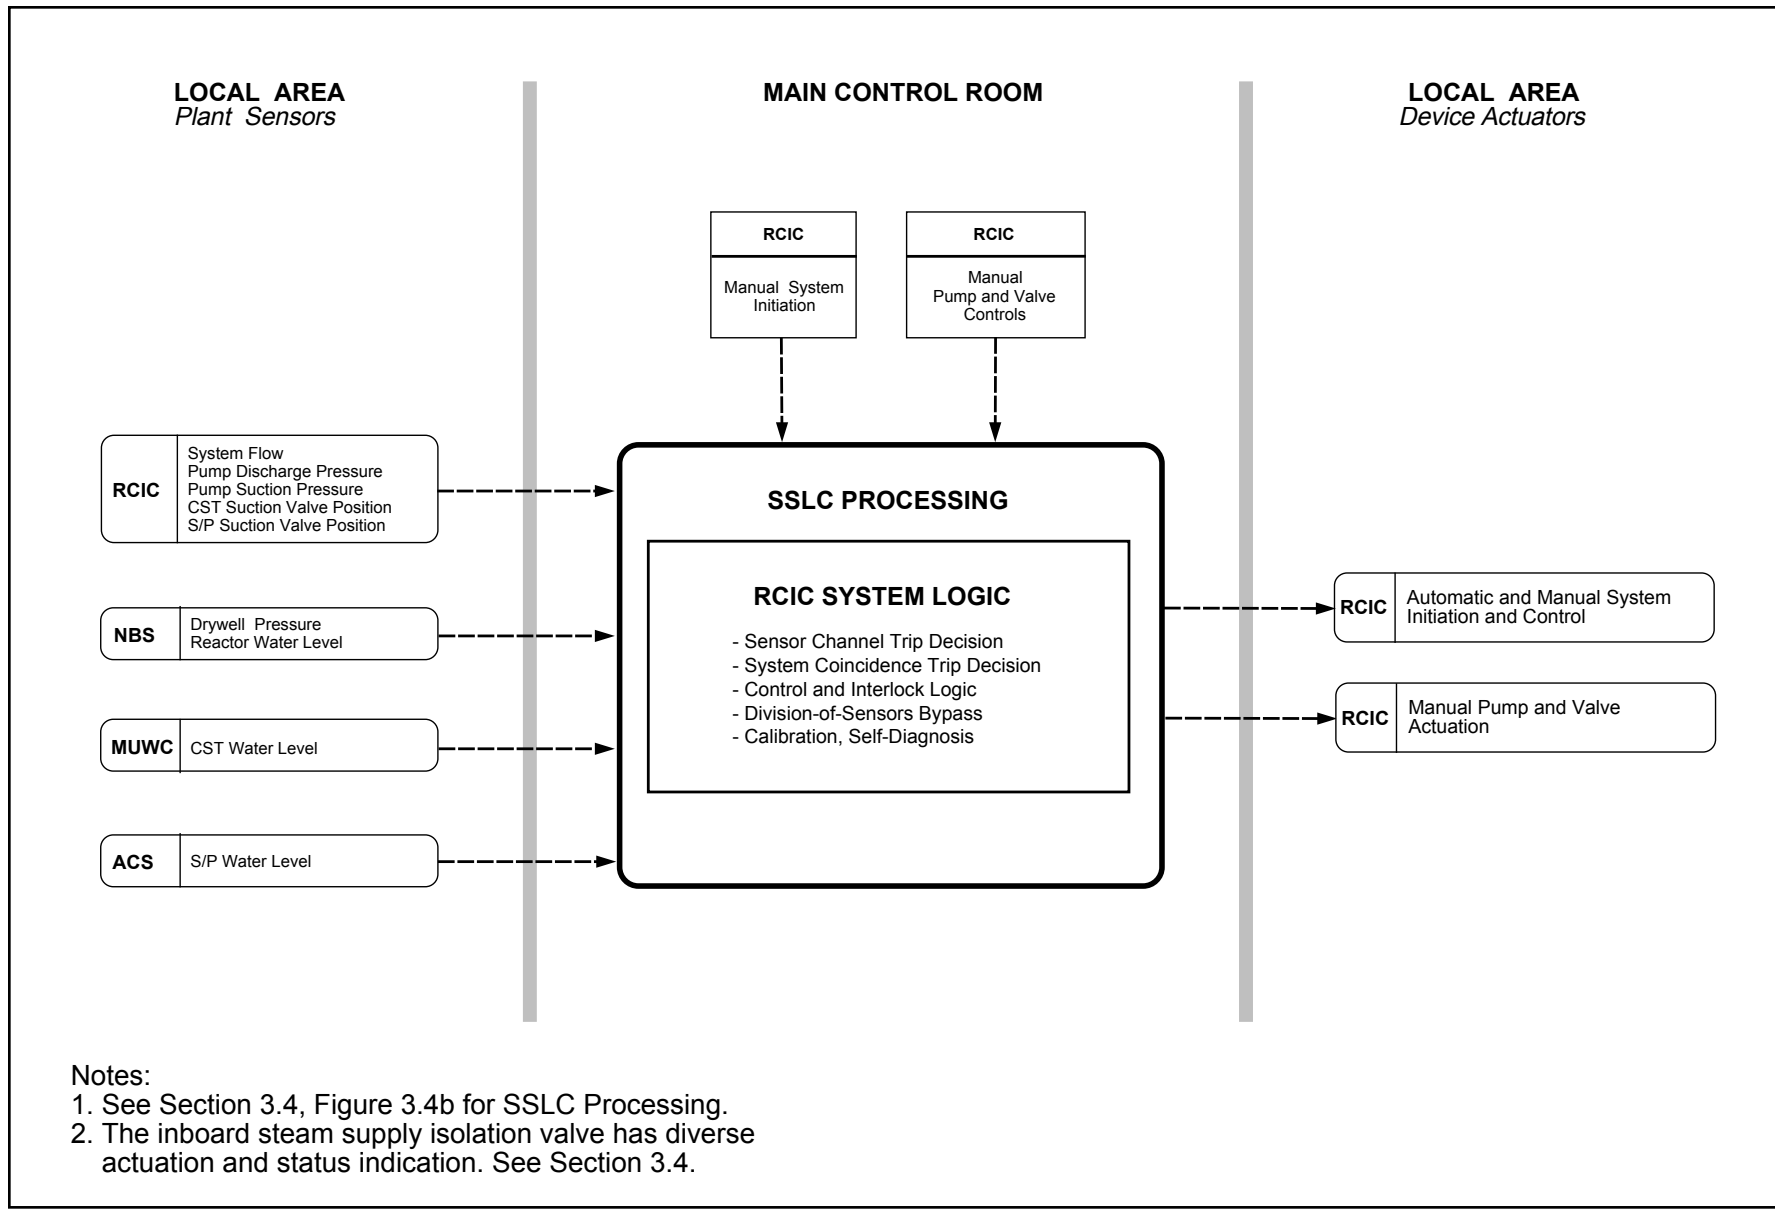 LOCAL AREA
Plant Sensors
MAIN CONTROL ROOM
LOCAL AREA
Device Actuators
RCIC
Manual System
Initiation
RCIC
Manual
Pump and Valve
Controls
RCIC
System Flow
Pump Discharge Pressure
Pump Suction Pressure
CST Suction Valve Position
S/P Suction Valve Position
NBS
Drywell Pressure
Reactor Water Level
MUWC
CST Water Level
ACS
S/P Water Level
SSLC PROCESSING
RCIC SYSTEM LOGIC
- Sensor Channel Trip Decision
- System Coincidence Trip Decision
- Control and Interlock Logic
- Division-of-Sensors Bypass
- Calibration, Self-Diagnosis
RCIC
Automatic and Manual System
Initiation and Control
RCIC
Manual Pump and Valve
Actuation
Notes:
1. See Section 3.4, Figure 3.4b for SSLC Processing.
2. The inboard steam supply isolation valve has diverse
actuation and status indication. See Section 3.4.